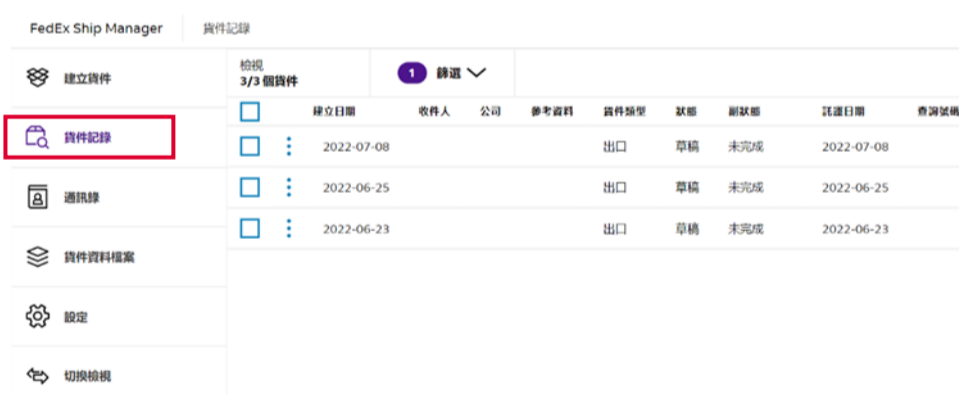 FedEx Ship Manager 貨件記錄
建立貨件
貨件記錄
通訊錄
貨件資料檔案
設定
切換檢視
檢視
3/3 個貨件
1 篩選
建立日期 收件人 公司 參考資料 貨件類型 狀態 副狀態 託運日期 查詢號碼
2022-07-08 出口 草稿 未完成 2022-07-08
2022-06-25 出口 草稿 未完成 2022-06-25
2022-06-23 出口 草稿 未完成 2022-06-23